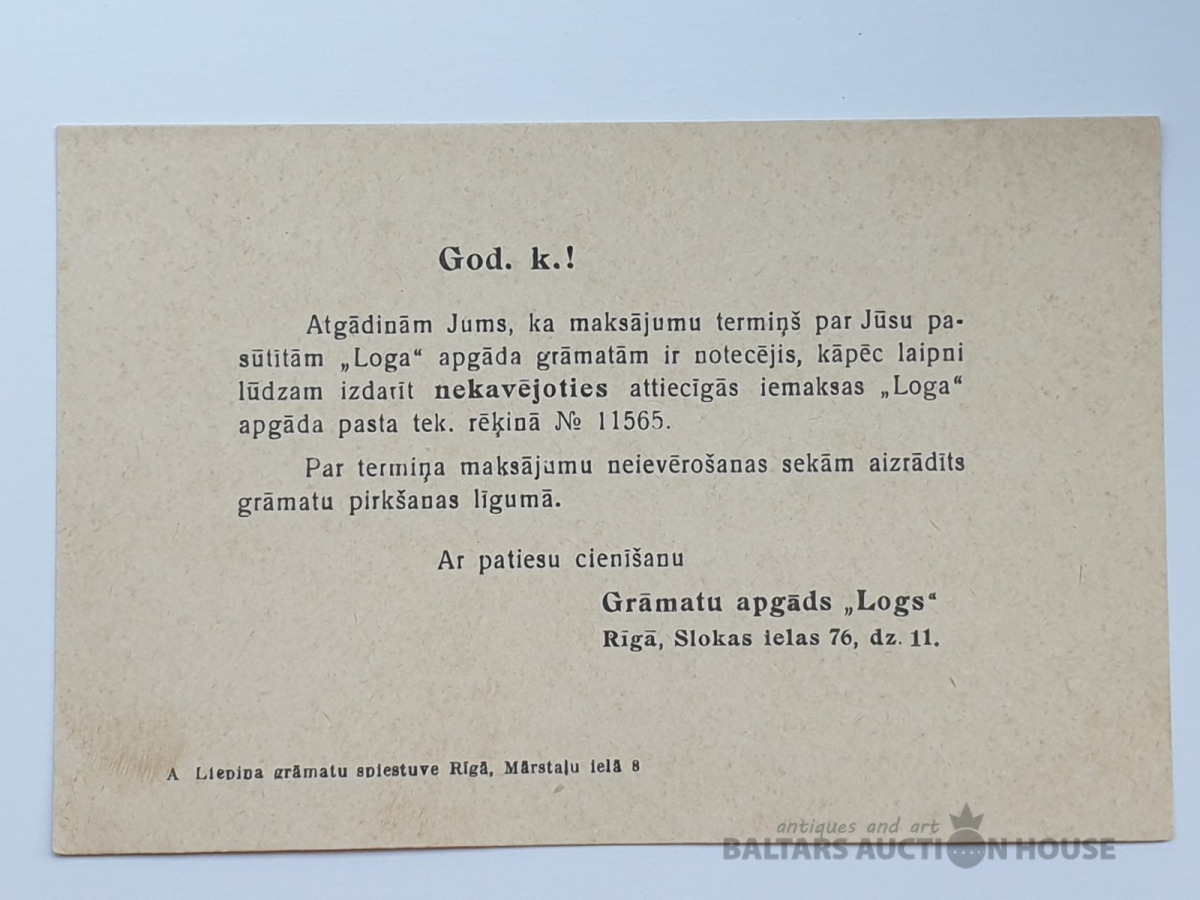 God. k.!
Atgādinām Jums, ka maksājumu termiņš par Jūsu pa-
sūtītām „Loga“ apgāda grāmatām ir notecējis, kāpēc laipni
lūdzam izdarīt nekavējoties attiecīgās iemaksas „Loga“
apgāda pasta tek. rēķinā № 11565.
Par termiņa maksājumu neievērošanas sekām aizrādīts
grāmatu pirkšanas līgumā.
Ar patiesu cienīšanu
Grāmatu apgāds „Logs“
Rīgā, Slokas ielas 76, dz. 11.
A Liepiņa grāmatu spiestuve Rīgā, Mārstaļu ielā 8
antiques and art
BALTARS AUCTION HOUSE